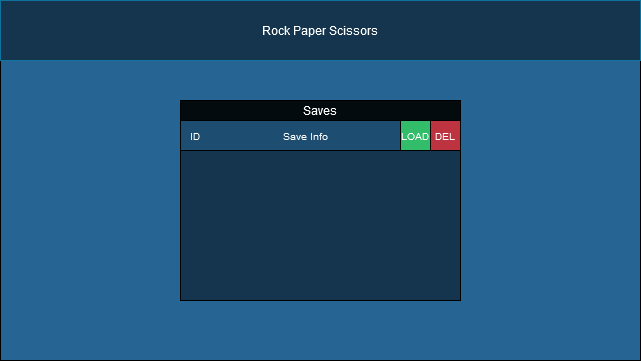 Rock Paper Scissors
Saves
ID Save Info LOAD DEL